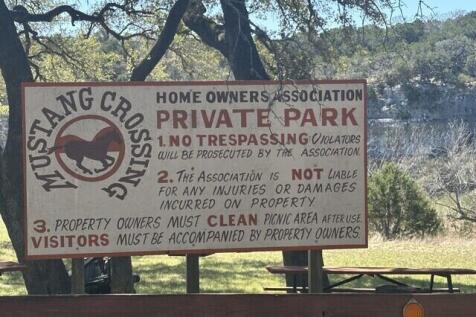 MUSTANG CROSSING
HOME OWNERS ASSOCIATION
PRIVATE PARK
1. NO TRESPASSING VIOLATORS
WILL BE PROSECUTED BY THE ASSOCIATION.
2. THE ASSOCIATION IS NOT LIABLE
FOR ANY INJURIES OR DAMAGES
INCURRED ON PROPERTY
3. PROPERTY OWNERS MUST CLEAN PICNIC AREA AFTER USE.
VISITORS MUST BE ACCOMPANIED BY PROPERTY OWNERS.